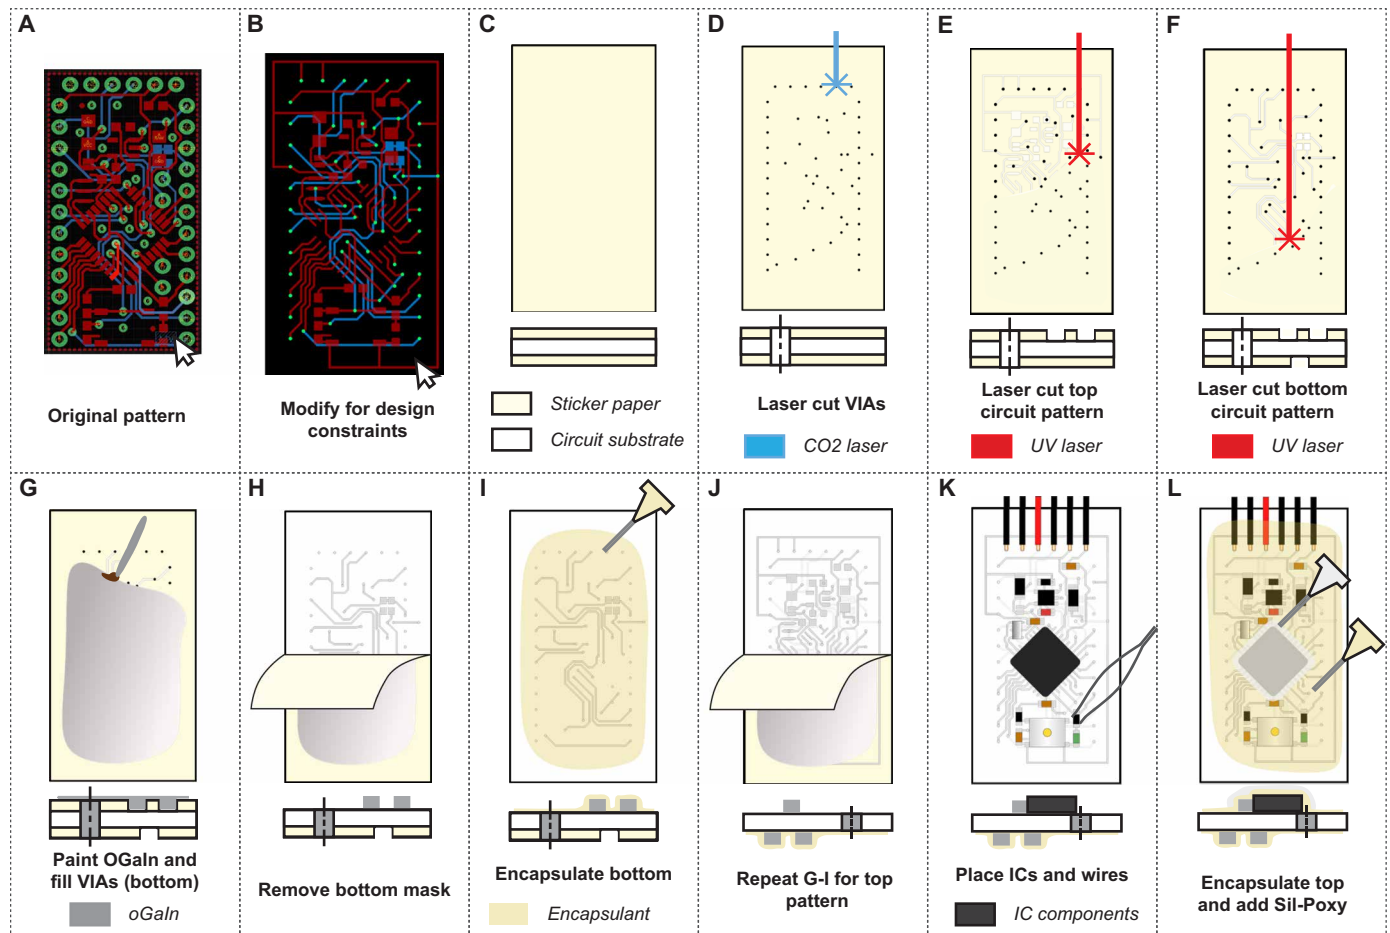 A
B
C
D
E
F
Original pattern
Modify for design
constraints
Sticker paper
Circuit substrate
Laser cut VIAs
CO2 laser
Laser cut top
circuit pattern
UV laser
Laser cut bottom
circuit pattern
UV laser
G
H
I
J
K
L
Paint OGaIn and
fill VIAs (bottom)
oGaIn
Remove bottom mask
Encapsulate bottom
Encapsulant
Repeat G-I for top
pattern
Place ICs and wires
IC components
Encapsulate top
and add Sil-Poxy